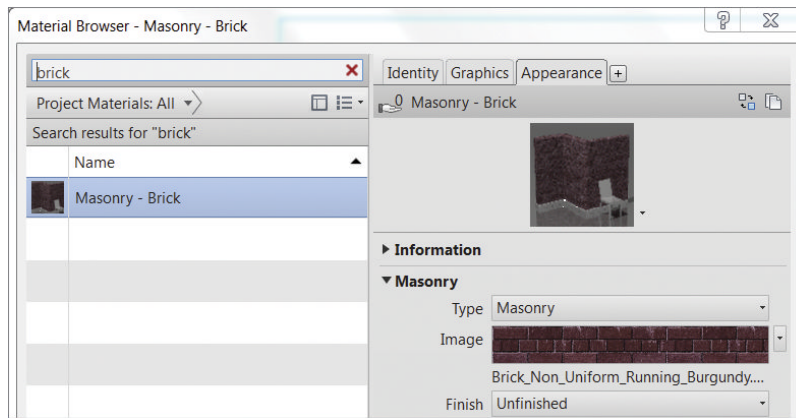 Material Browser - Masonry - Brick
brick
Project Materials: All
Search results for "brick"
Name
Masonry - Brick
Identity Graphics Appearance +
0 Masonry - Brick
Information
Masonry
Type Masonry
Image
Brick_Non_Uniform_Running_Burgundy....
Finish Unfinished